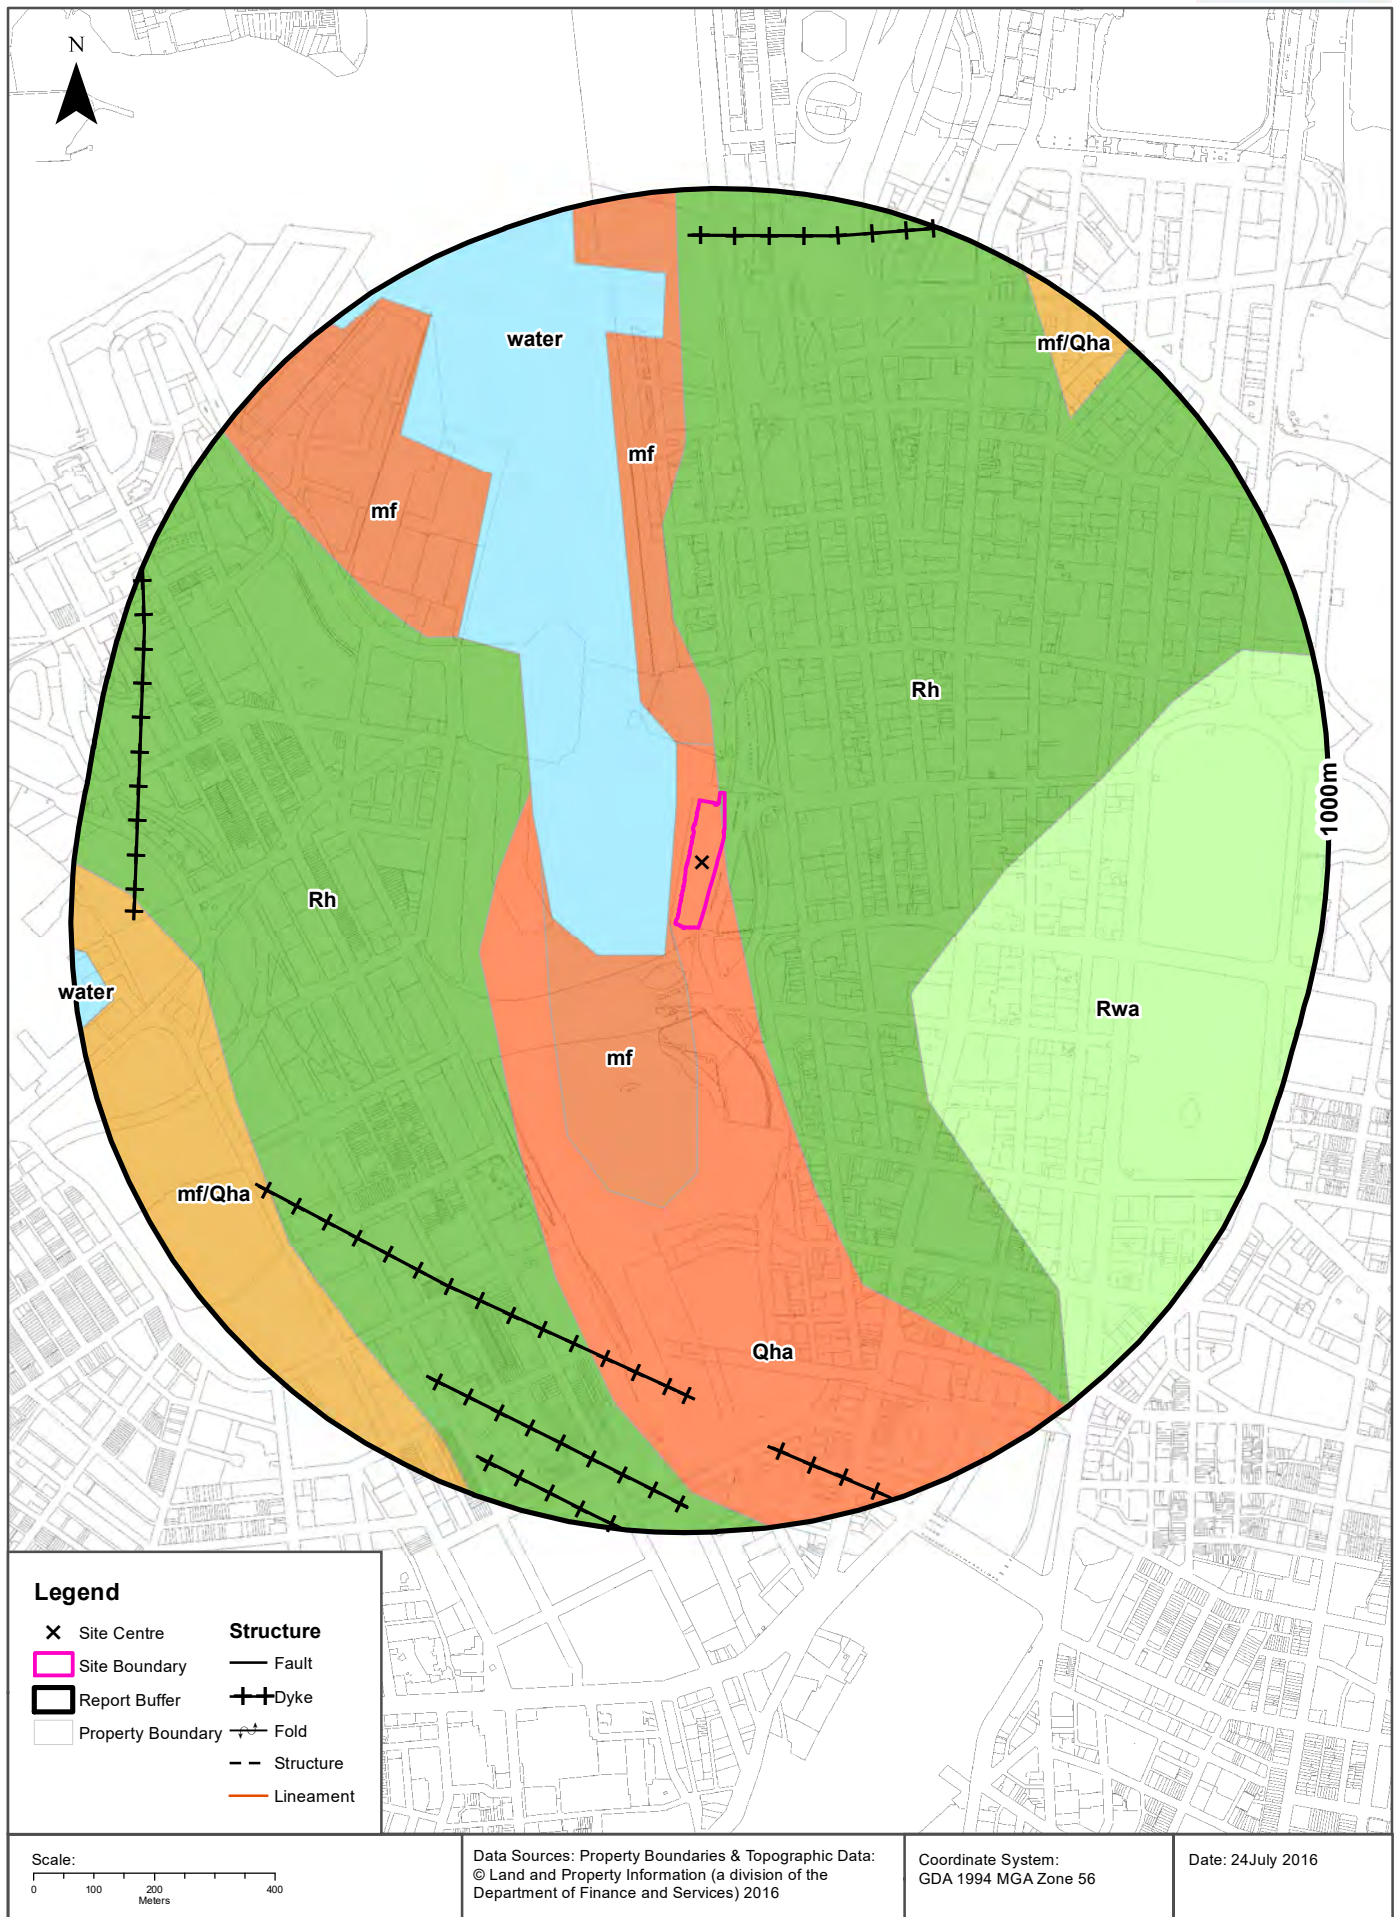 N
water
mf/Qha
mf
mf
Rh
1000m
Rh
water
Rwa
mf
mf/Qha
Qha
Legend
Site Centre
Site Boundary
Report Buffer
Property Boundary
Structure
Fault
Dyke
Fold
Structure
Lineament
Scale:
0 100 200 400
Meters
Data Sources: Property Boundaries & Topographic Data:
© Land and Property Information (a division of the
Department of Finance and Services) 2016
Coordinate System:
GDA 1994 MGA Zone 56
Date: 24July 2016